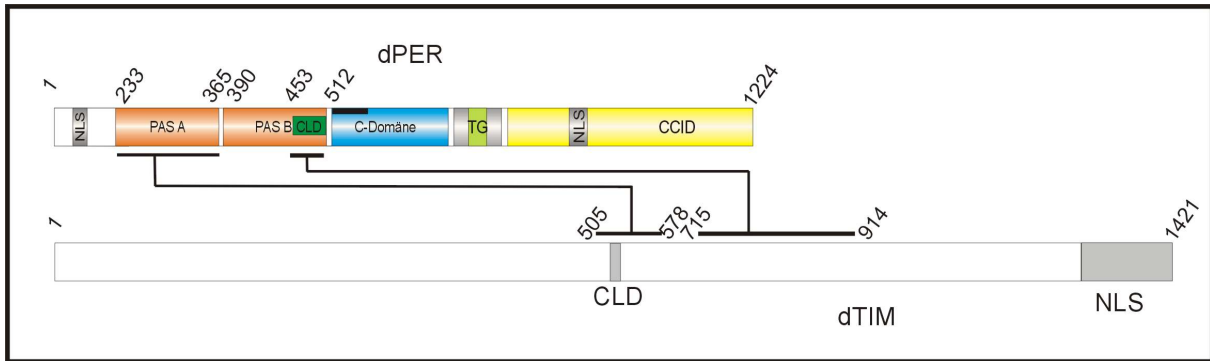 dPER
1 233 365 390 453 512 1224
NLS PAS A PAS B CLD C-Domäne TG NLS CCID
1 505 578 715 914 1421
CLD dTIM NLS